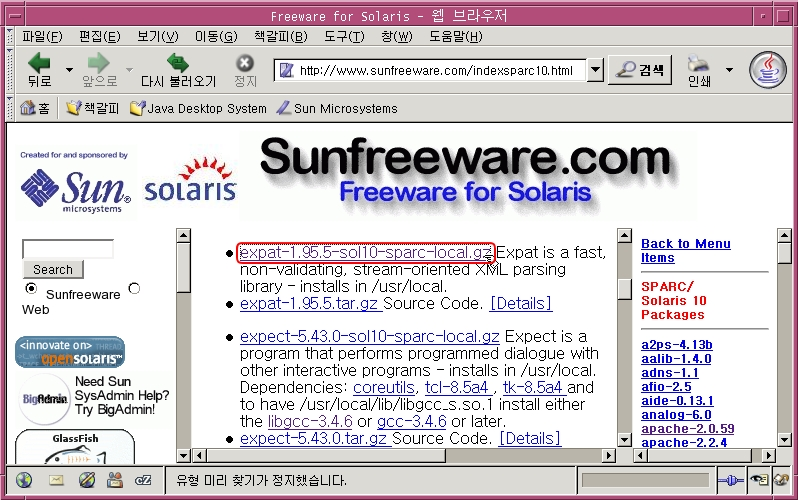 Freeware for Solaris - 웹 브라우저
파일(F) 편집(E) 보기(V) 이동(G) 책갈피(B) 도구(T) 창(W) 도움말(H)
뒤로 앞으로 다시 불러오기 정지 http://www.sunfreeware.com/indexsparc10.html 검색 인쇄
홈 책갈피 Java Desktop System Sun Microsystems
Created for and sponsored by
Sun
microsystems
solaris
Sunfreeware.com
Freeware for Solaris
Search
Sunfreeware
Web
innovate on> THREAD
opensolaris
BigAdmin
Need Sun
SysAdmin Help?
Try BigAdmin!
GlassFish
expat-1.95.5-sol10-sparc-local.gz Expat is a fast,
non-validating, stream-oriented XML parsing
library - installs in /usr/local.
expat-1.95.5.tar.gz Source Code. [Details]
expect-5.43.0-sol10-sparc-local.gz Expect is a
program that performs programmed dialogue with
other interactive programs - installs in /usr/local.
Dependencies: coreutils, tcl-8.5a4 , tk-8.5a4 and
to have /usr/local/lib/libgcc_s.so.1 install either
the libgcc-3.4.6 or gcc-3.4.6 or later.
expect-5.43.0.tar.gz Source Code. [Details]
Back to Menu
Items
SPARC/
Solaris 10
Packages
a2ps-4.13b
aalib-1.4.0
adns-1.1
afio-2.5
aide-0.13.1
analog-6.0
apache-2.0.59
apache-2.2.4
유형 미리 찾기가 정지했습니다.